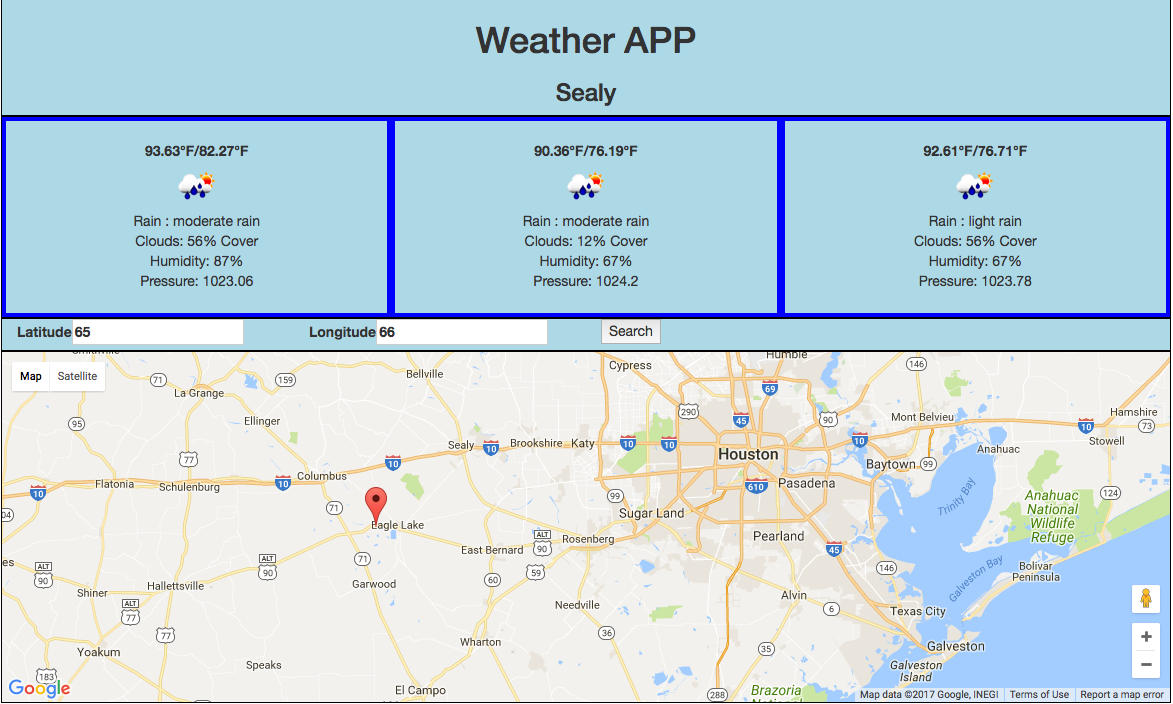 Weather APP
Sealy
93.63°F/82.27°F
Rain : moderate rain
Clouds: 56% Cover
Humidity: 87%
Pressure: 1023.06
90.36°F/76.19°F
Rain : moderate rain
Clouds: 12% Cover
Humidity: 67%
Pressure: 1024.2
92.61°F/76.71°F
Rain : light rain
Clouds: 56% Cover
Humidity: 67%
Pressure: 1023.78
Latitude 65
Longitude 66
Search
Map
Satellite
Smithville
Humble
Cypress
146
Bellville
71
159
69
La Grange
290
45
90
Mont Belvieu
Hamshire
95
Ellinger
10
73
Sealy
10
Brookshire
Katy
10
10
10
Stowell
Houston
Anahuac
77
10
Columbus
Baytown
99
Flatonia
Schulenburg
10
610
Pasadena
10
99
Trinity Bay
Anahuac
National
Wildlife
Refuge
124
71
04
Sugar Land
Eagle Lake
ALT
90
Rosenberg
Pearland
East Bernard
45
es
ALT
90
ALT
90
71
59
146
Galveston Bay
Bolivar
Peninsula
60
Garwood
Hallettsville
Shiner
Alvin
ALT
77
Needville
6
Texas City
77
36
Wharton
35
Galveston
Yoakum
Speaks
Galveston
Island
183
El Campo
288
Brazoria
National
Google
Map data ©2017 Google, INEGI
Terms of Use
Report a map error